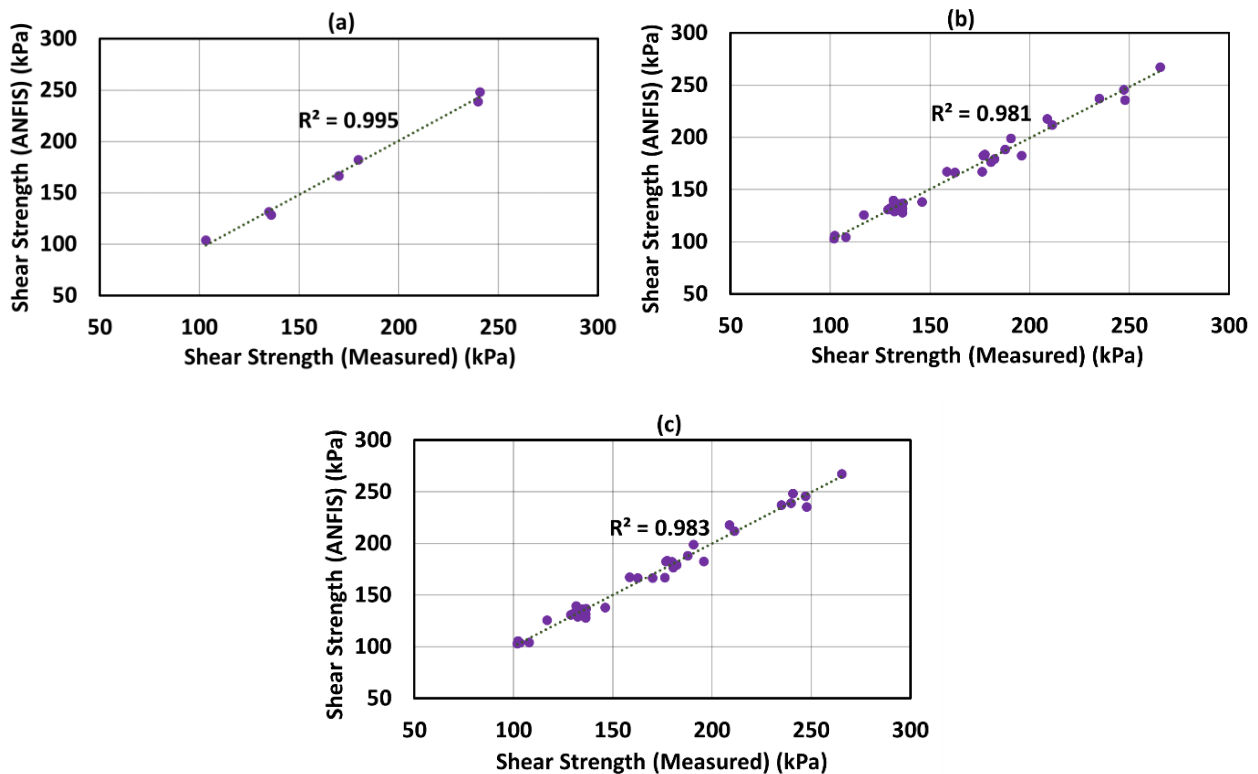 (a)
Shear Strength (ANFIS) (kPa)
300
250
200
150
100
50
R² = 0.995
50 100 150 200 250 300
Shear Strength (Measured) (kPa)
(b)
Shear Strength (ANFIS) (kPa)
300
250
200
150
100
50
R² = 0.981
50 100 150 200 250 300
Shear Strength (Measured) (kPa)
(c)
Shear Strength (ANFIS) (kPa)
300
250
200
150
100
50
R² = 0.983
50 100 150 200 250 300
Shear Strength (Measured) (kPa)